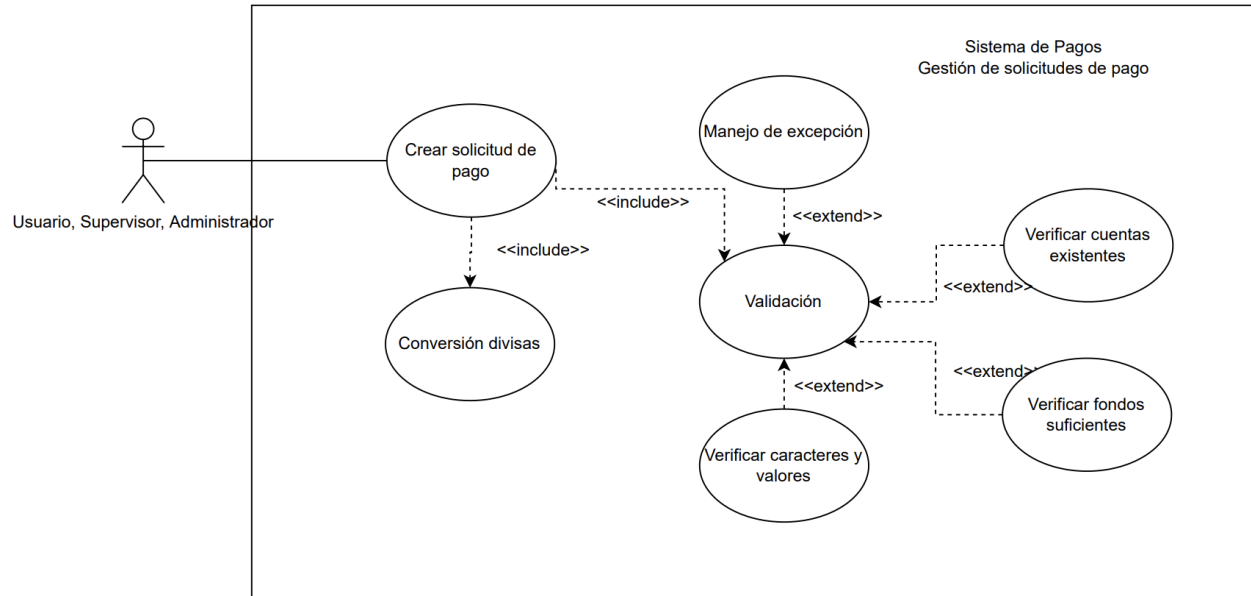 Sistema de Pagos
Gestión de solicitudes de pago
Usuario, Supervisor, Administrador
Crear solicitud de
pago
<<include>>
<<include>>
Conversión divisas
Manejo de excepción
<<extend>>
Validación
<<extend>>
Verificar caracteres y
valores
Verificar cuentas
existentes
<<extend>>
<<extend>>
Verificar fondos
suficientes